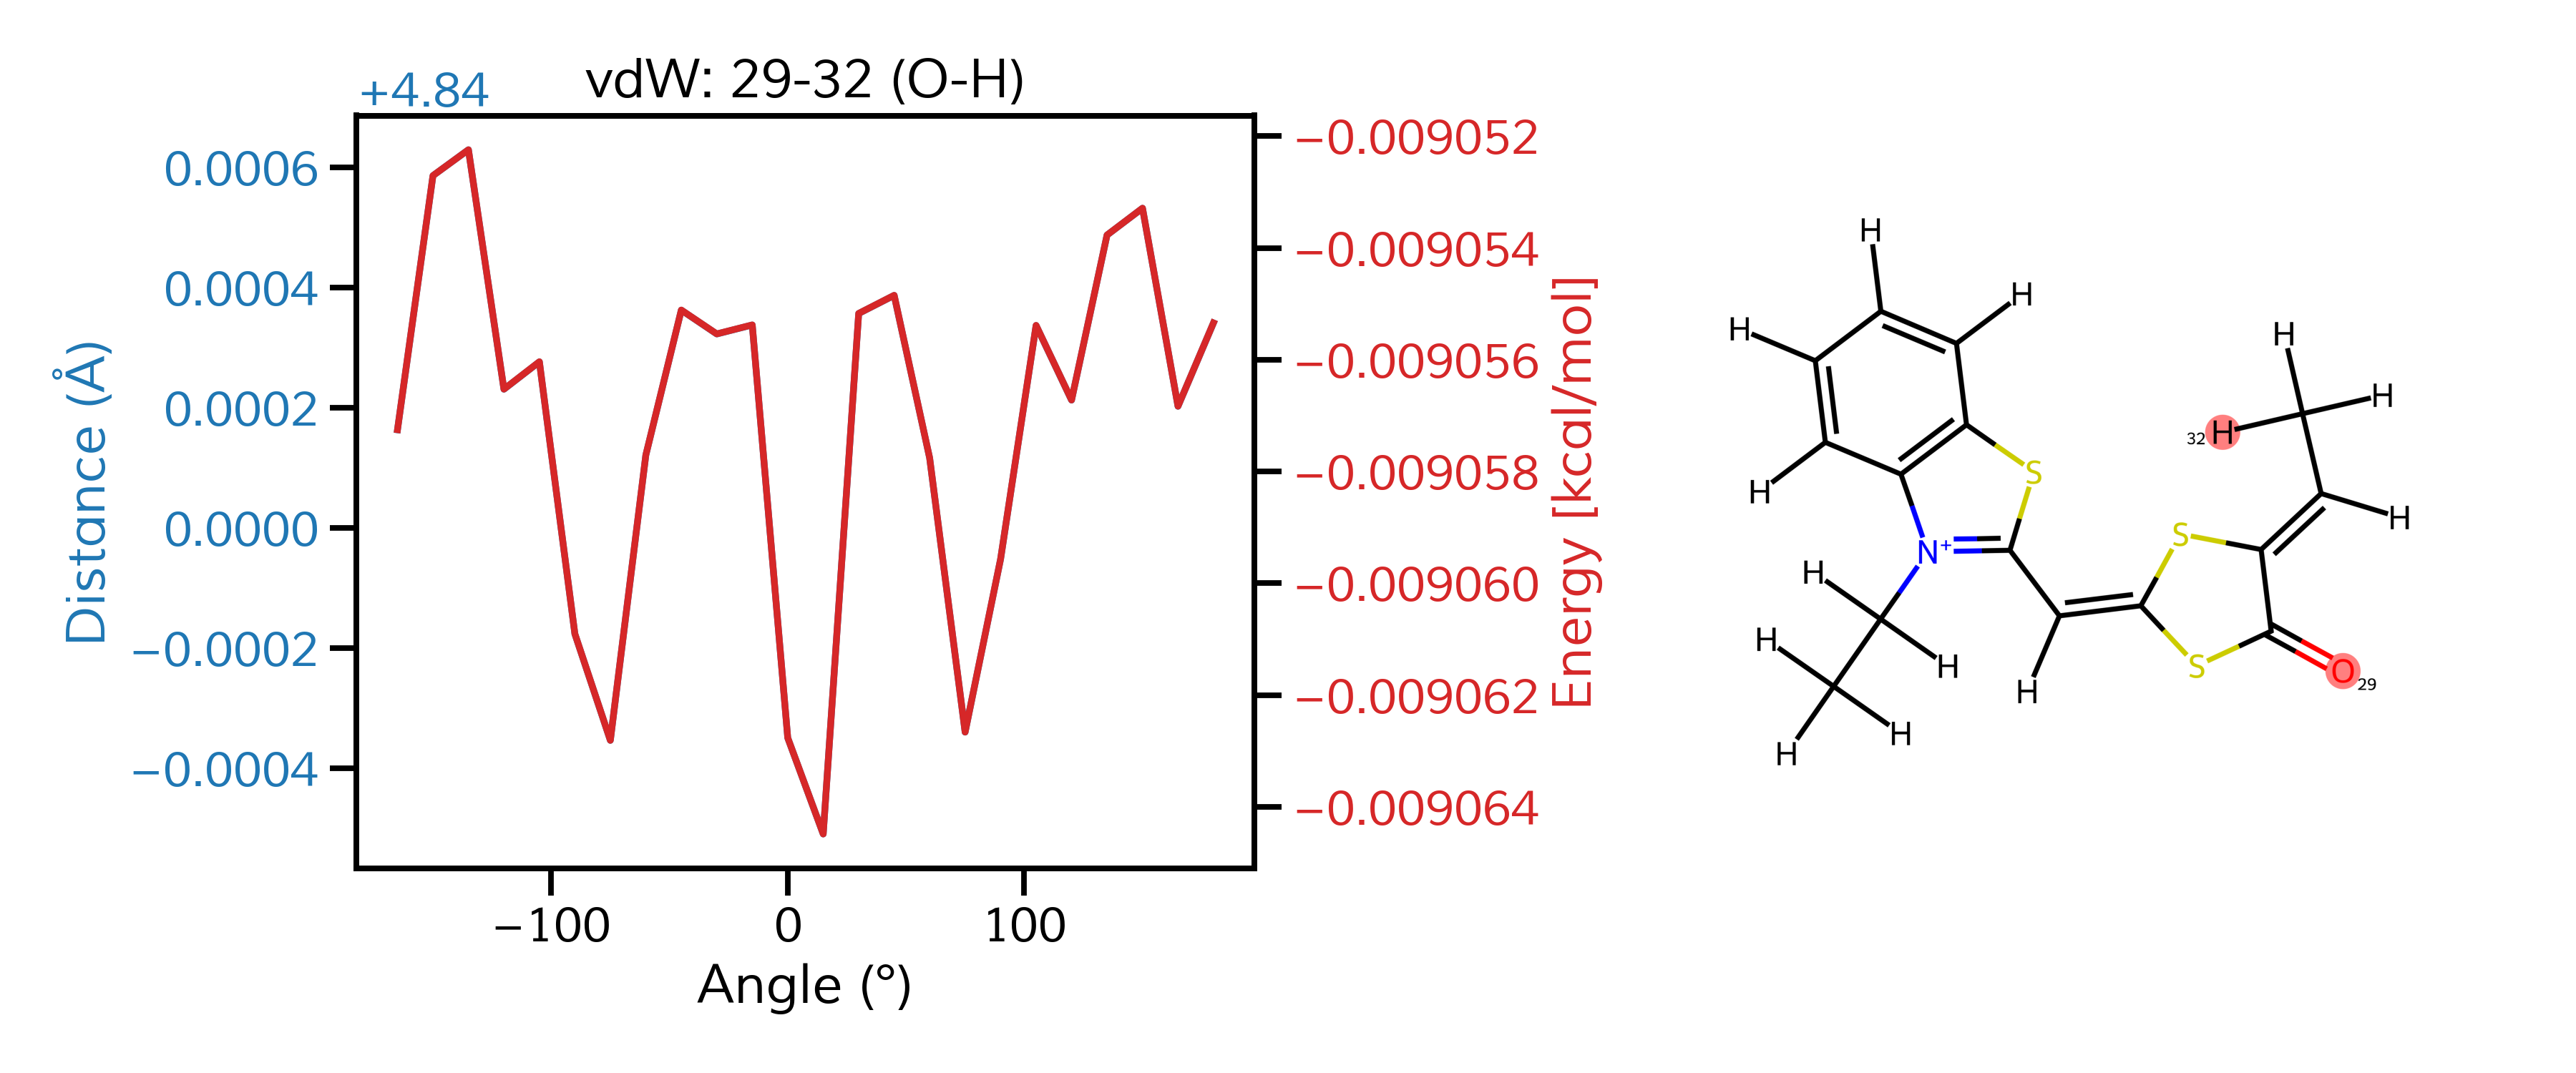 vdW: 29-32 (O-H)
+4.84
0.0006
0.0004
0.0002
0.0000
−0.0002
−0.0004
Distance (Å)
−100
0
100
Angle (°)
−0.009052
−0.009054
−0.009056
−0.009058
−0.009060
−0.009062
−0.009064
Energy [kcal/mol]
H
H
H
H
H
H
32 H
S
H
H
S
N+
H
H
S
O 29
H
H
H
H